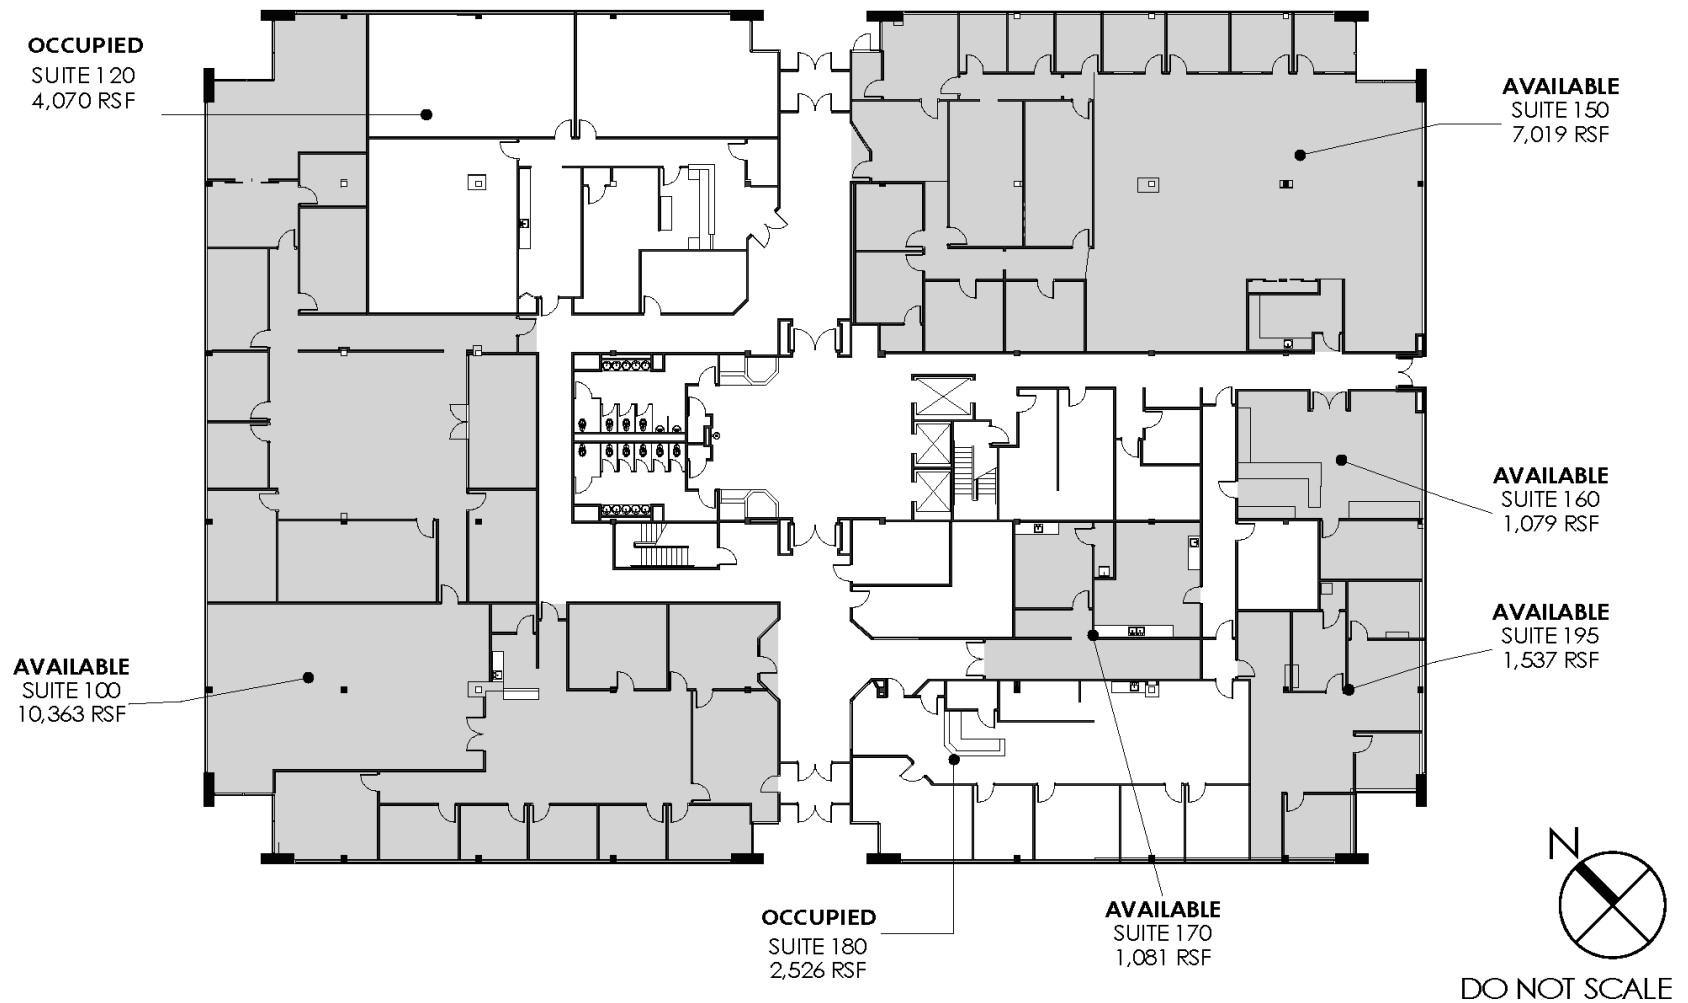 OCCUPIED
SUITE 120
4,070 RSF
AVAILABLE
SUITE 150
7,019 RSF
AVAILABLE
SUITE 160
1,079 RSF
AVAILABLE
SUITE 195
1,537 RSF
AVAILABLE
SUITE 100
10,363 RSF
OCCUPIED
SUITE 180
2,526 RSF
AVAILABLE
SUITE 170
1,081 RSF
N
DO NOT SCALE